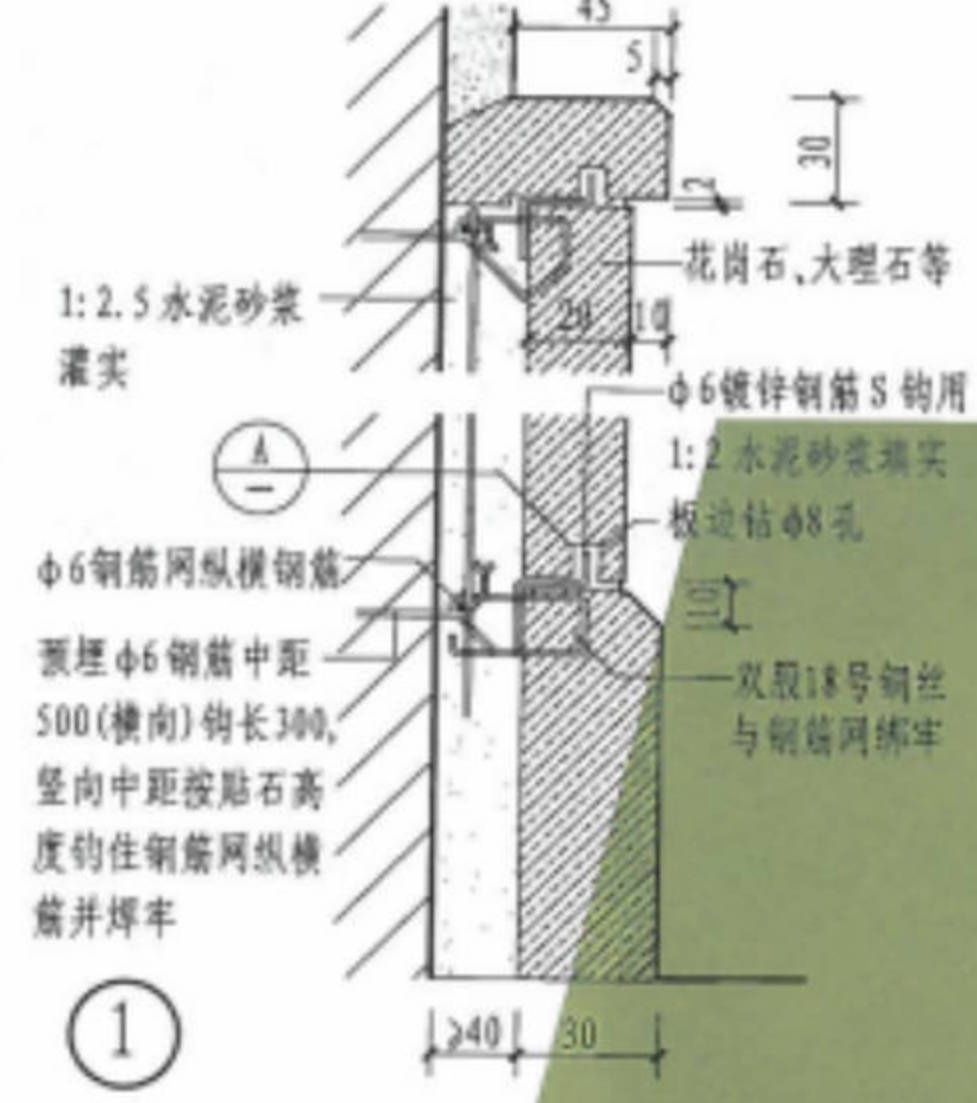 45
5
30
2
花岗石、大理石等
1:2.5水泥砂浆
灌实
20 10
φ6镀锌钢筋S钩用
1:2水泥砂浆填实
板边钻φ8孔
A
—
φ6钢筋网纵横钢筋
预埋φ6钢筋中距
500(横向)钩长300,
竖向中距按贴石高
度钩住钢筋网纵横
筋并焊牢
10
双股18号铜丝
与钢筋网绑牢
1
≥40 30